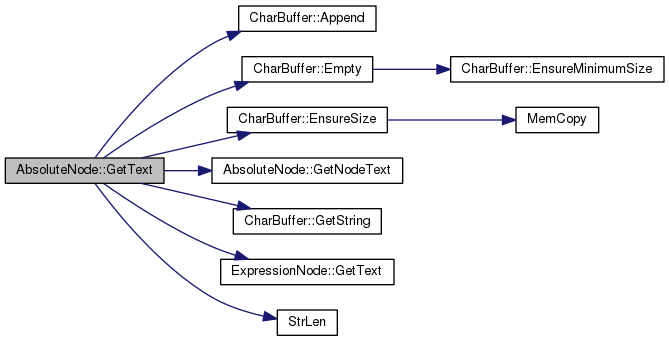 CharBuffer::Append
CharBuffer::Empty
CharBuffer::EnsureMinimumSize
CharBuffer::EnsureSize
MemCopy
AbsoluteNode::GetText
AbsoluteNode::GetNodeText
CharBuffer::GetString
ExpressionNode::GetText
StrLen